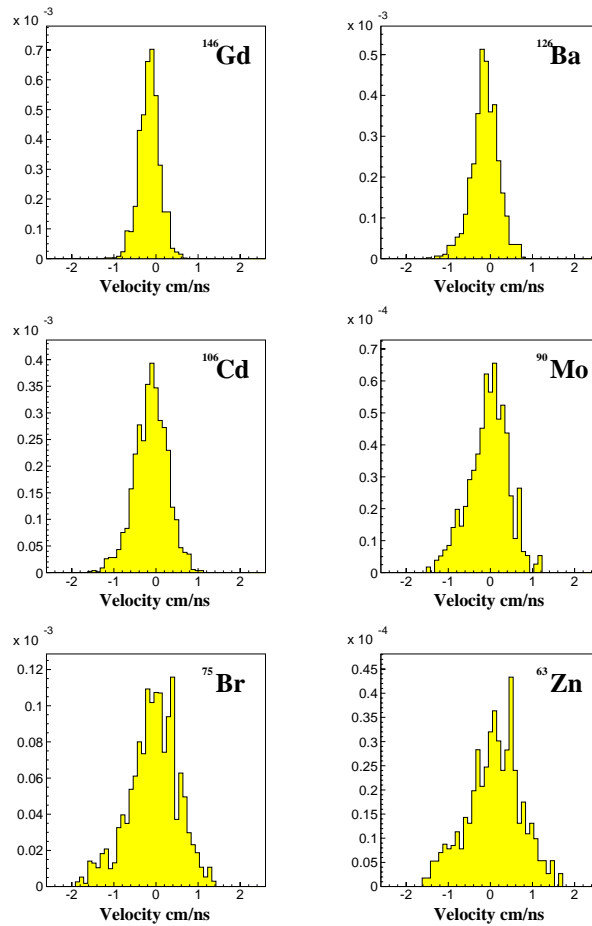 x 10 -3 x 10 -3
146Gd 126Ba
0.7 0.6 0.5 0.4 0.3 0.2 0.1 0
0.5 0.4 0.3 0.2 0.1 0
-2 -1 0 1 2 -2 -1 0 1 2
Velocity cm/ns Velocity cm/ns
x 10 -3 x 10 -4
106Cd 90Mo
0.4 0.35 0.3 0.25 0.2 0.15 0.1 0.05 0
0.7 0.6 0.5 0.4 0.3 0.2 0.1 0
-2 -1 0 1 2 -2 -1 0 1 2
Velocity cm/ns Velocity cm/ns
x 10 -3 x 10 -4
75Br 63Zn
0.12 0.1 0.08 0.06 0.04 0.02 0
0.45 0.4 0.35 0.3 0.25 0.2 0.15 0.1 0.05 0
-2 -1 0 1 2 -2 -1 0 1 2
Velocity cm/ns Velocity cm/ns